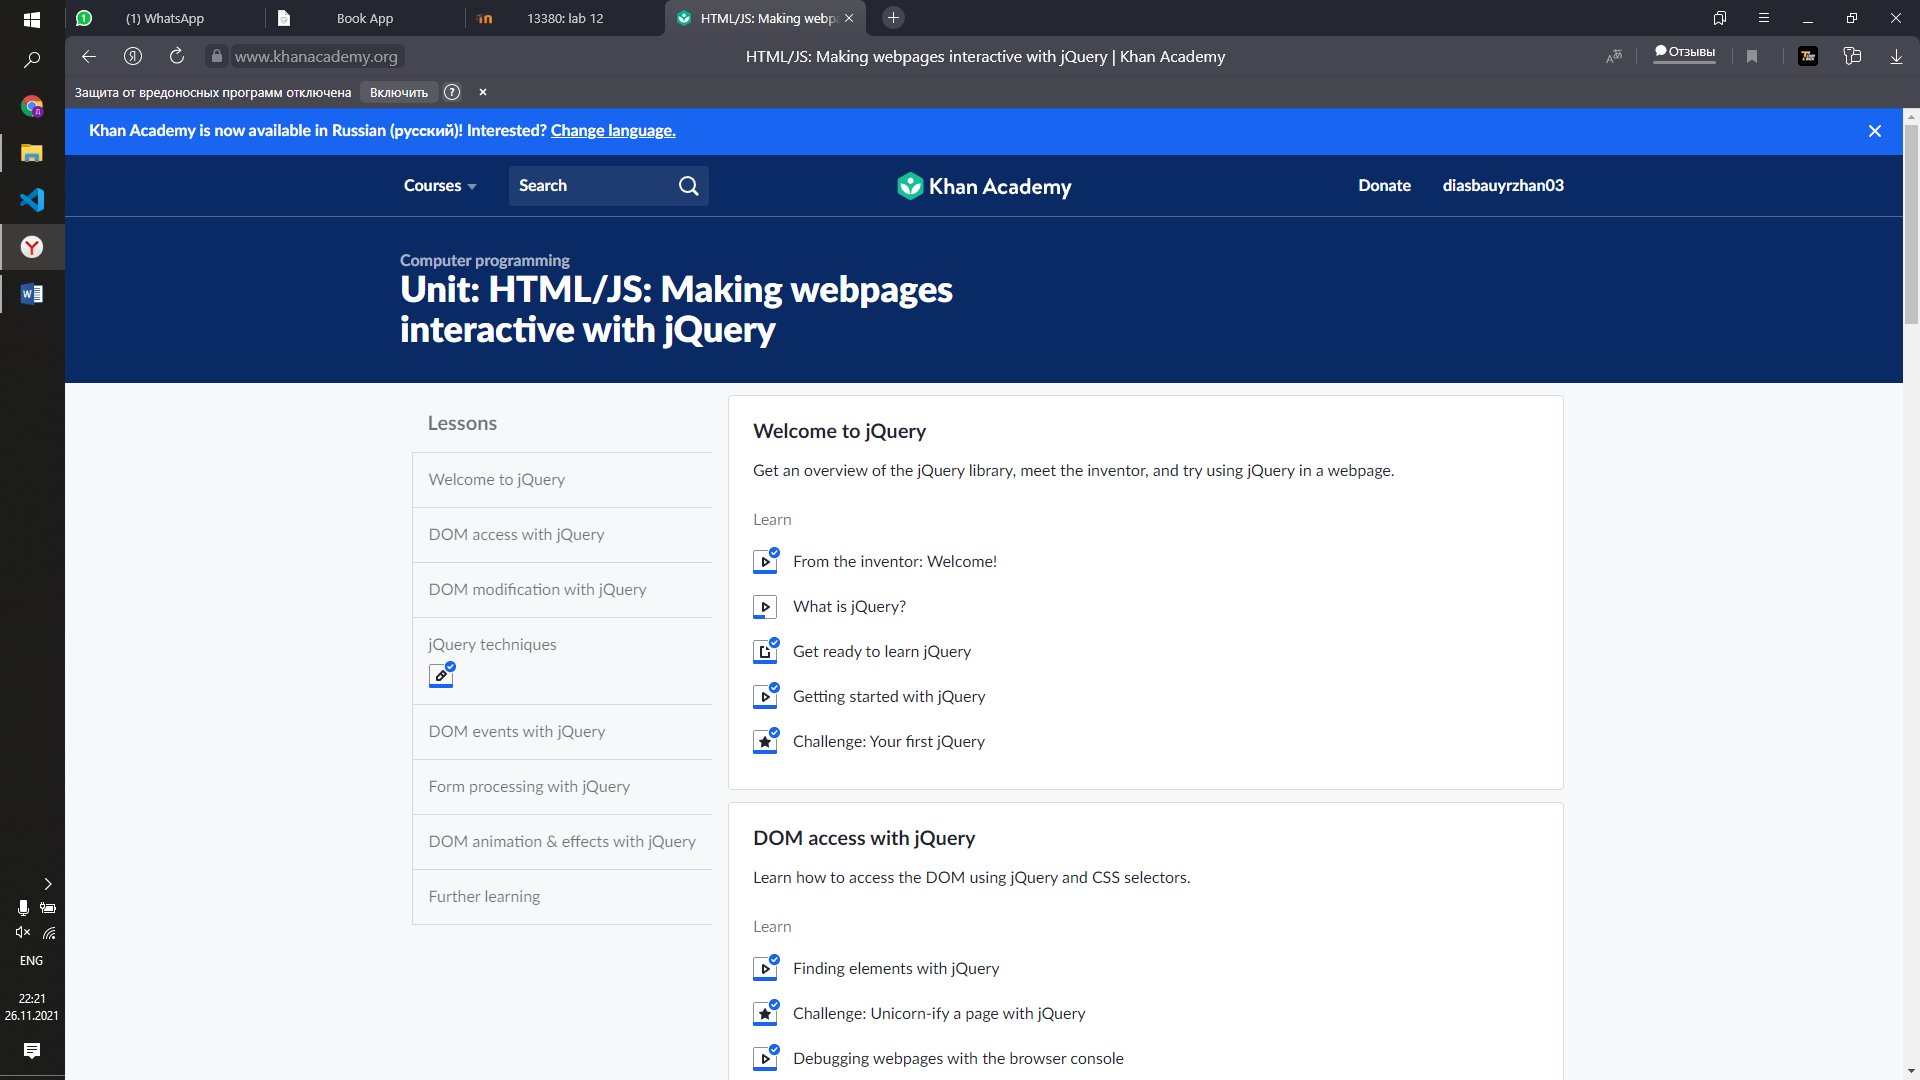 (1) WhatsApp
Book App
13380: lab 12
HTML/JS: Making webp
www.khanacademy.org
HTML/JS: Making webpages interactive with jQuery | Khan Academy
Отзывы
Защита от вредоносных программ отключена
Включить
Khan Academy is now available in Russian (русский)! Interested? Change language.
Courses
Search
Khan Academy
Donate
diasbauyrzhan03
Computer programming
Unit: HTML/JS: Making webpages
interactive with jQuery
Lessons
Welcome to jQuery
DOM access with jQuery
DOM modification with jQuery
jQuery techniques
DOM events with jQuery
Form processing with jQuery
DOM animation & effects with jQuery
Further learning
Welcome to jQuery
Get an overview of the jQuery library, meet the inventor, and try using jQuery in a webpage.
Learn
From the inventor: Welcome!
What is jQuery?
Get ready to learn jQuery
Getting started with jQuery
Challenge: Your first jQuery
DOM access with jQuery
Learn how to access the DOM using jQuery and CSS selectors.
Learn
Finding elements with jQuery
Challenge: Unicorn-ify a page with jQuery
Debugging webpages with the browser console
ENG
22:21
26.11.2021